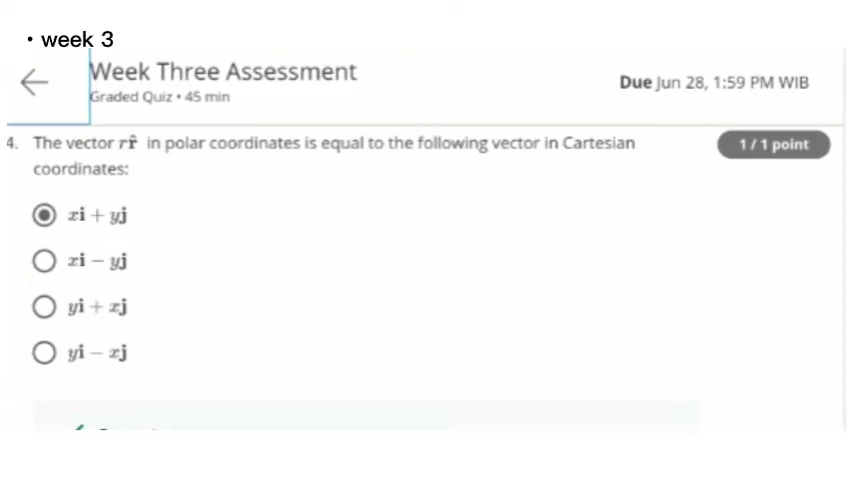 • week 3
Week Three Assessment
Graded Quiz • 45 min
Due Jun 28, 1:59 PM WIB
4. The vector rr̂ in polar coordinates is equal to the following vector in Cartesian
coordinates:
1 / 1 point
xi + yj
xi − yj
yi + xj
yi − xj